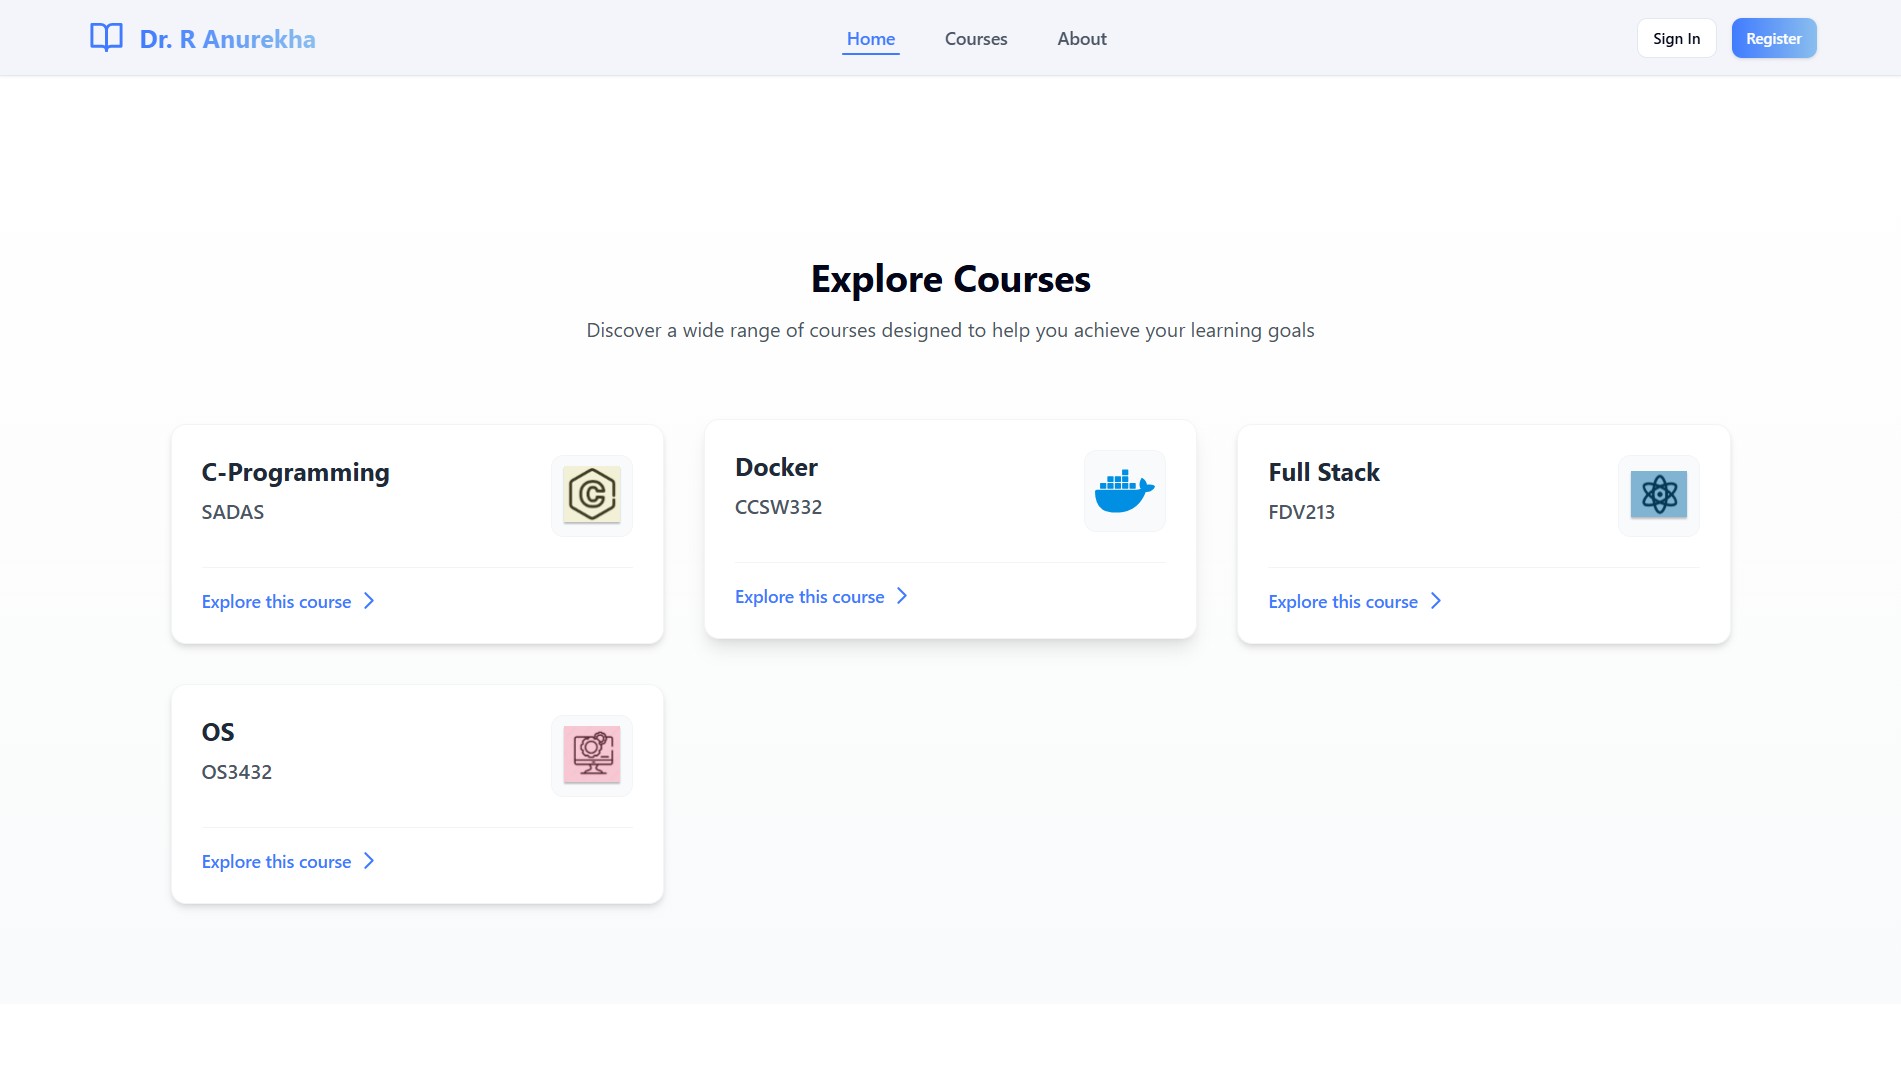 Dr. R Anurekha
Home
Courses
About
Sign In
Register
Explore Courses
Discover a wide range of courses designed to help you achieve your learning goals
C-Programming
SADAS
Explore this course
Docker
CCSW332
Explore this course
Full Stack
FDV213
Explore this course
OS
OS3432
Explore this course